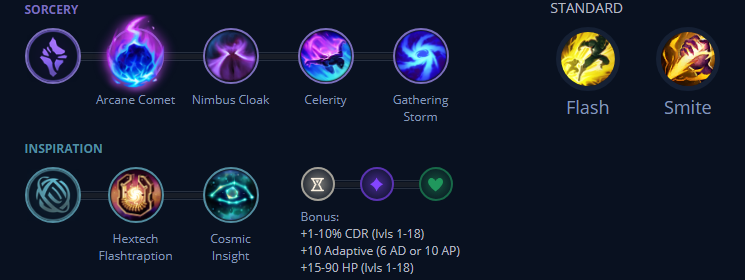 SORCERY
STANDARD
Arcane Comet
Nimbus Cloak
Celerity
Gathering
Storm
Flash
Smite
INSPIRATION
Hextech
Flashtraption
Cosmic
Insight
Bonus:
+1-10% CDR (lvls 1-18)
+10 Adaptive (6 AD or 10 AP)
+15-90 HP (lvls 1-18)